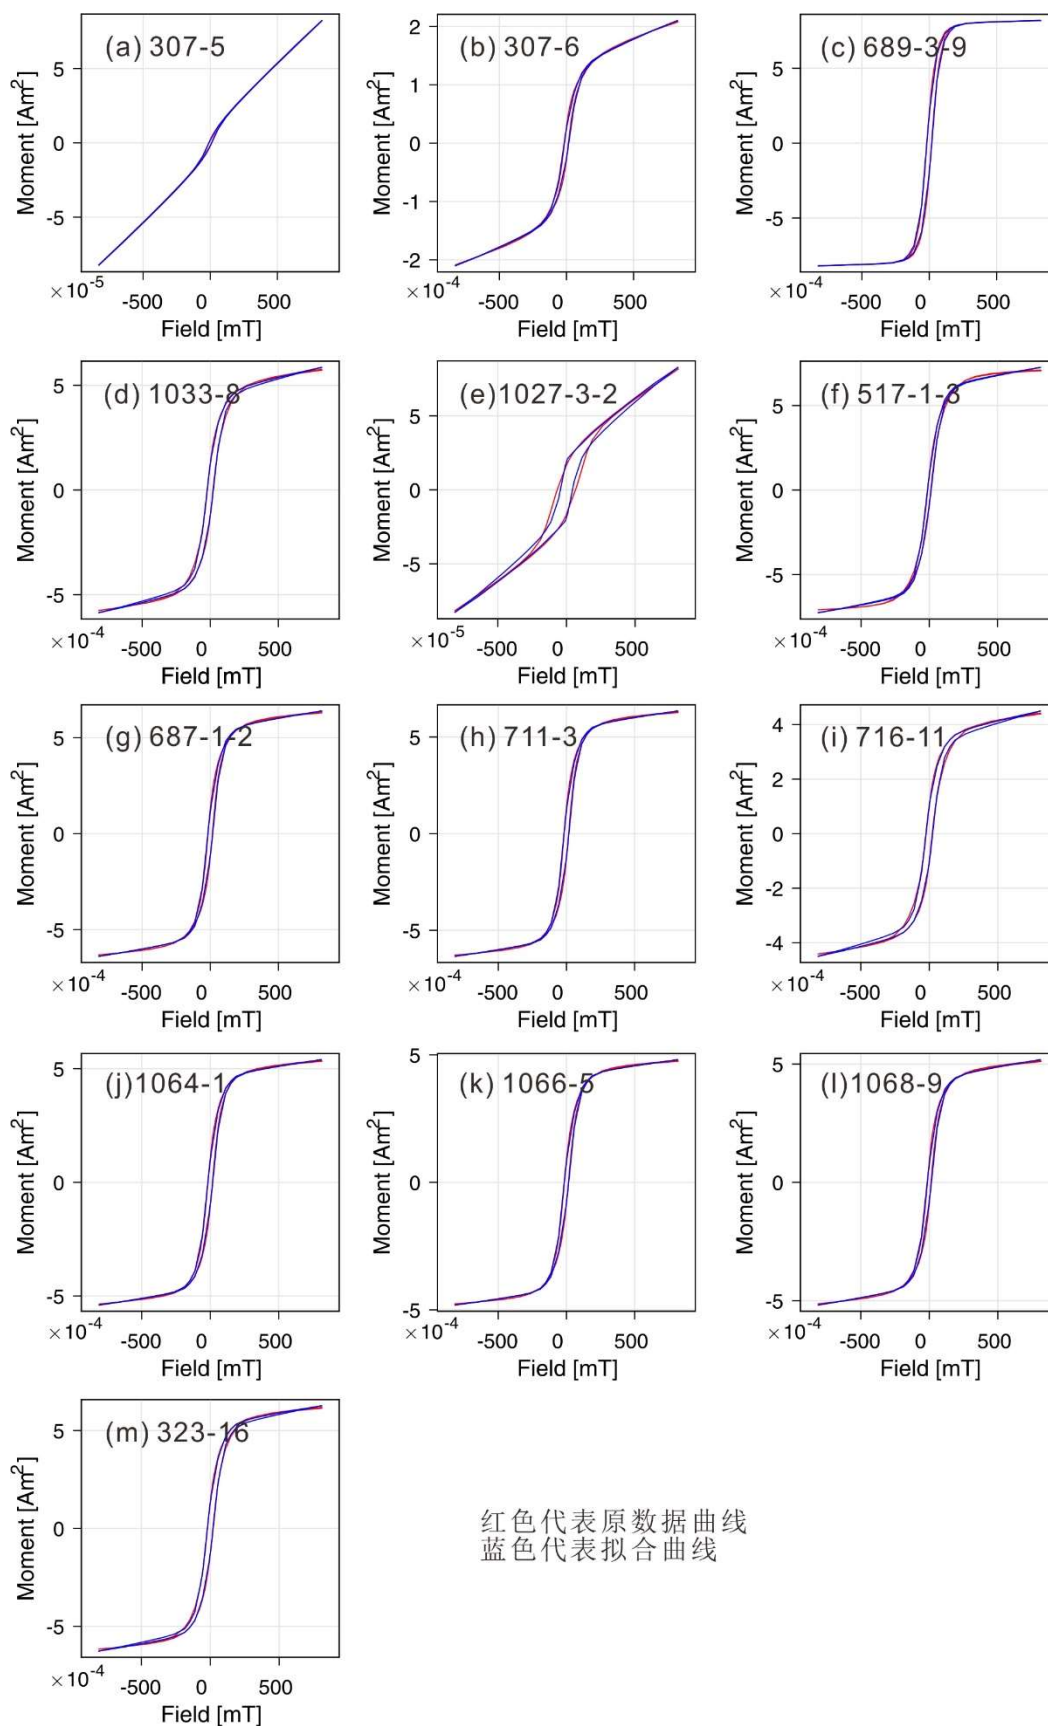 (a) 307-5
Moment [Am²]
5
0
-5
×10⁻⁵
-500 0 500
Field [mT]
(b) 307-6
Moment [Am²]
2
1
0
-1
-2
×10⁻⁴
-500 0 500
Field [mT]
(c) 689-3-9
Moment [Am²]
5
0
-5
×10⁻⁴
-500 0 500
Field [mT]
(d) 1033-8
Moment [Am²]
5
0
-5
×10⁻⁴
-500 0 500
Field [mT]
(e) 1027-3-2
Moment [Am²]
5
0
-5
×10⁻⁵
-500 0 500
Field [mT]
(f) 517-1-3
Moment [Am²]
5
0
-5
×10⁻⁴
-500 0 500
Field [mT]
(g) 687-1-2
Moment [Am²]
5
0
-5
×10⁻⁴
-500 0 500
Field [mT]
(h) 711-3
Moment [Am²]
5
0
-5
×10⁻⁴
-500 0 500
Field [mT]
(i) 716-11
Moment [Am²]
4
2
0
-2
-4
×10⁻⁴
-500 0 500
Field [mT]
(j) 1064-1
Moment [Am²]
5
0
-5
×10⁻⁴
-500 0 500
Field [mT]
(k) 1066-5
Moment [Am²]
5
0
-5
×10⁻⁴
-500 0 500
Field [mT]
(l) 1068-9
Moment [Am²]
5
0
-5
×10⁻⁴
-500 0 500
Field [mT]
(m) 323-16
Moment [Am²]
5
0
-5
×10⁻⁴
-500 0 500
Field [mT]
红色代表原数据曲线
蓝色代表拟合曲线